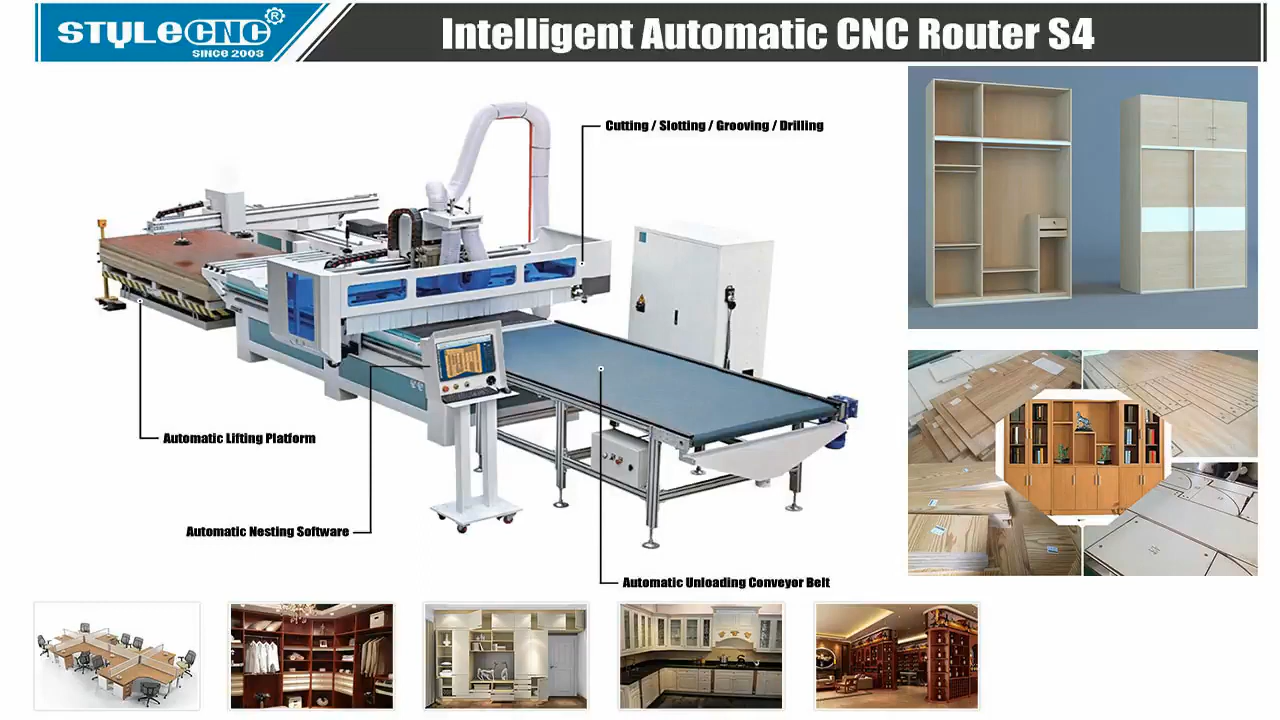 STYLECNC®
SINCE 2003
Intelligent Automatic CNC Router S4
Cutting / Slotting / Grooving / Drilling
Automatic Lifting Platform
Automatic Nesting Software
Automatic Unloading Conveyor Belt